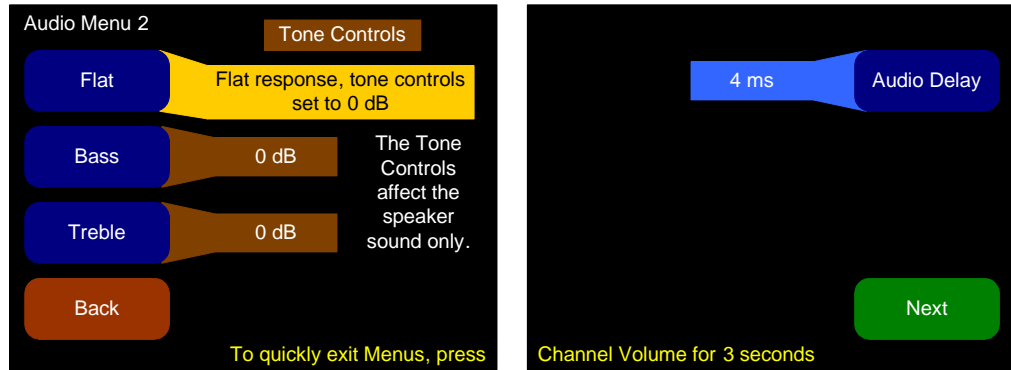 Audio Menu 2
Tone Controls
Flat
Flat response, tone controls
set to 0 dB
Bass
0 dB
The Tone
Controls
affect the
speaker
sound only.
Treble
0 dB
Back
To quickly exit Menus, press
4 ms
Audio Delay
Next
Channel Volume for 3 seconds